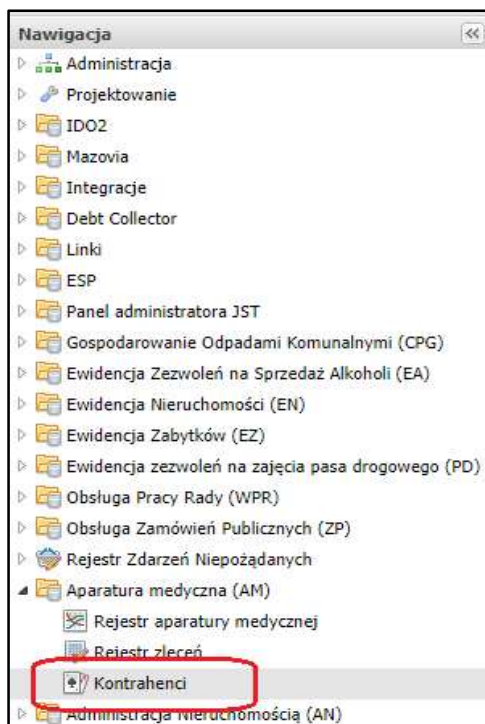 Nawigacja
Administracja
Projektowanie
IDO2
Mazovia
Integracje
Debt Collector
Linki
ESP
Panel administratora JST
Gospodarowanie Odpadami Komunalnymi (CPG)
Ewidencja Zezwoleń na Sprzedaż Alkoholi (EA)
Ewidencja Nieruchomości (EN)
Ewidencja Zabytków (EZ)
Ewidencja zezwoleń na zajęcia pasa drogowego (PD)
Obsługa Pracy Rady (WPR)
Obsługa Zamówień Publicznych (ZP)
Rejestr Zdarzeń Niepożądanych
Aparatura medyczna (AM)
Rejestr aparatury medycznej
Rejestr zleceń
Kontrahenci
Administracja Nieruchomością (AN)